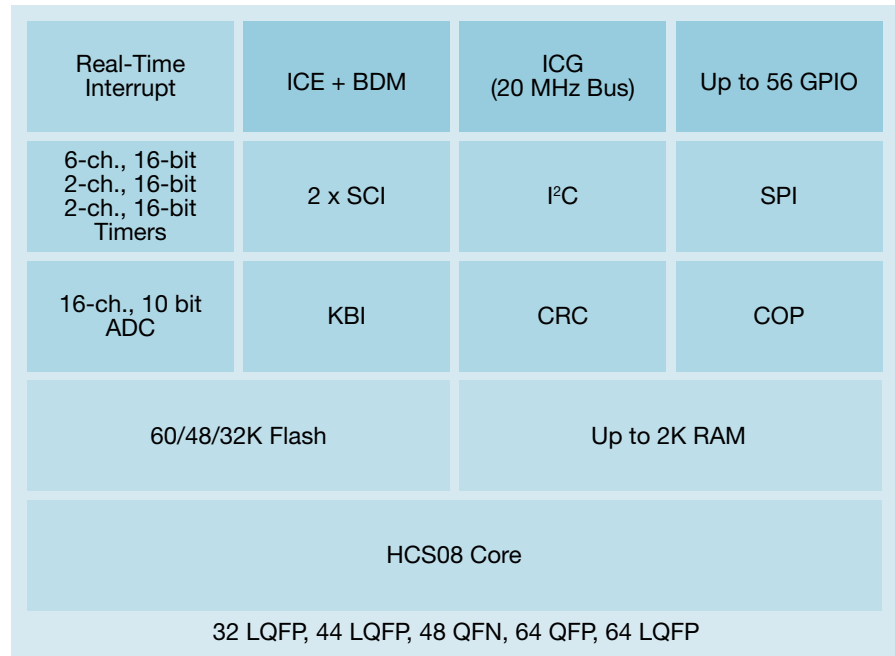 Real-Time
Interrupt
ICE + BDM
ICG
(20 MHz Bus)
Up to 56 GPIO
6-ch., 16-bit
2-ch., 16-bit
2-ch., 16-bit
Timers
2 x SCI
I²C
SPI
16-ch., 10 bit
ADC
KBI
CRC
COP
60/48/32K Flash
Up to 2K RAM
HCS08 Core
32 LQFP, 44 LQFP, 48 QFN, 64 QFP, 64 LQFP